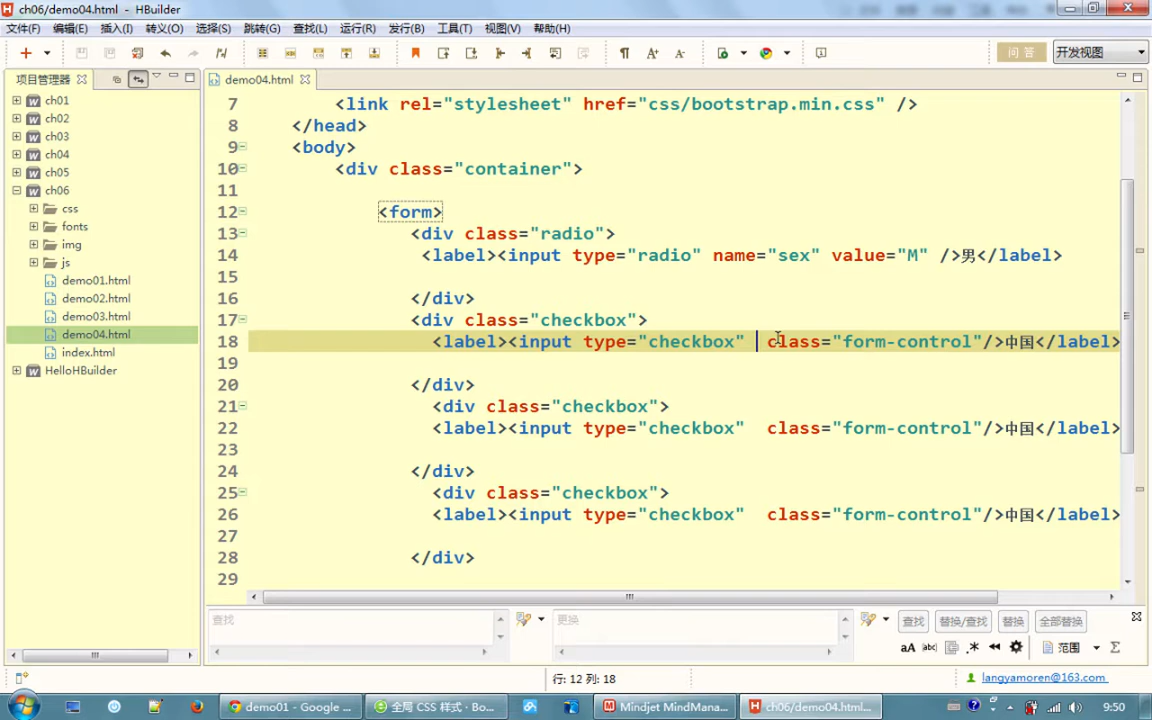 ch06/demo04.html - HBuilder
文件(F) 编辑(E) 插入(I) 转义(O) 选择(S) 跳转(G) 查找(L) 运行(R) 发行(B) 工具(T) 视图(V) 帮助(H)
问 答 开发视图
项目管理器 demo04.html
ch01
ch02
ch03
ch04
ch05
ch06
css
fonts
img
js
demo01.html
demo02.html
demo03.html
demo04.html
index.html
HelloHBuilder
7 <link rel="stylesheet" href="css/bootstrap.min.css" />
8 </head>
9 <body>
10 <div class="container">
11
12 <form>
13 <div class="radio">
14 <label><input type="radio" name="sex" value="M" />男</label>
15
16 </div>
17 <div class="checkbox">
18 <label><input type="checkbox" class="form-control"/>中国</label>
19
20 </div>
21 <div class="checkbox">
22 <label><input type="checkbox" class="form-control"/>中国</label>
23
24 </div>
25 <div class="checkbox">
26 <label><input type="checkbox" class="form-control"/>中国</label>
27
28 </div>
29
查找 更换 查找 替换/查找 替换 全部替换
aA abc .* 范围 Σ
行: 12 列: 18 langyamoren@163.com
demo01 - Google ... 全局 CSS 样式 · Bo... Mindjet MindMana... ch06/demo04.html... 9:50